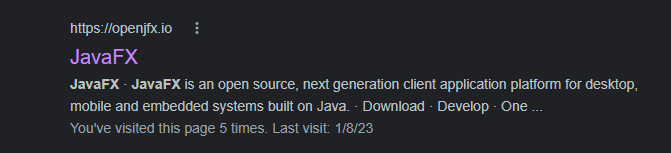 https://openjfx.io
JavaFX
JavaFX · JavaFX is an open source, next generation client application platform for desktop,
mobile and embedded systems built on Java. · Download · Develop · One ...
You've visited this page 5 times. Last visit: 1/8/23